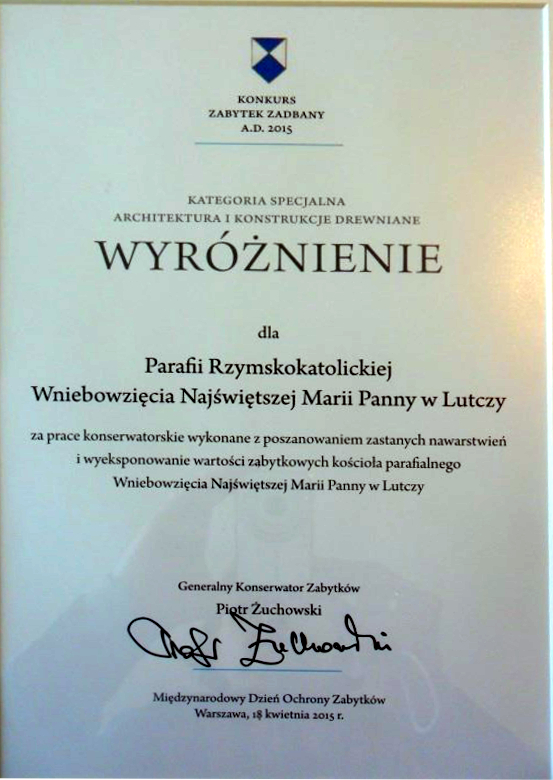 KONKURS
ZABYTEK ZADBANY
A.D. 2015
KATEGORIA SPECJALNA
ARCHITEKTURA I KONSTRUKCJE DREWNIANE
WYRÓŻNIENIE
dla
Parafii Rzymskokatolickiej
Wniebowzięcia Najświętszej Marii Panny w Lutczy
za prace konserwatorskie wykonane z poszanowaniem zastanych nawarstwień
i wyeksponowanie wartości zabytkowych kościoła parafialnego
Wniebowzięcia Najświętszej Marii Panny w Lutczy
Generalny Konserwator Zabytków
Piotr Żuchowski
Piotr Żuchowski
Międzynarodowy Dzień Ochrony Zabytków
Warszawa, 18 kwietnia 2015 r.